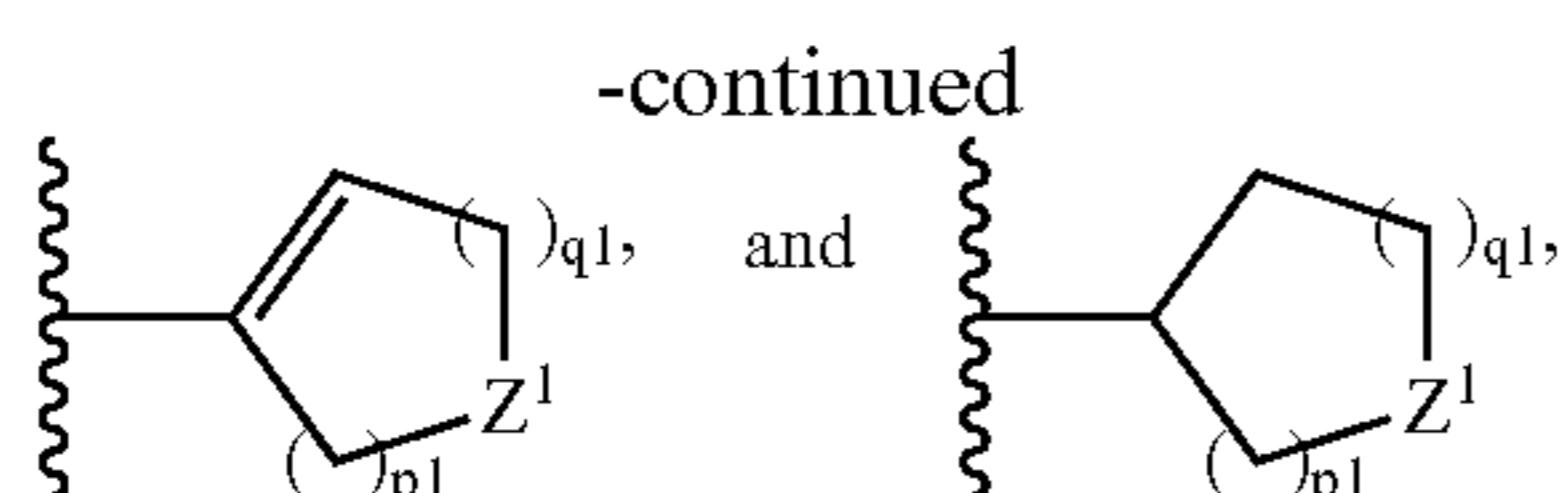 -continued
( )q1, and ( )q1,
Z1 Z1
( )p1 ( )p1